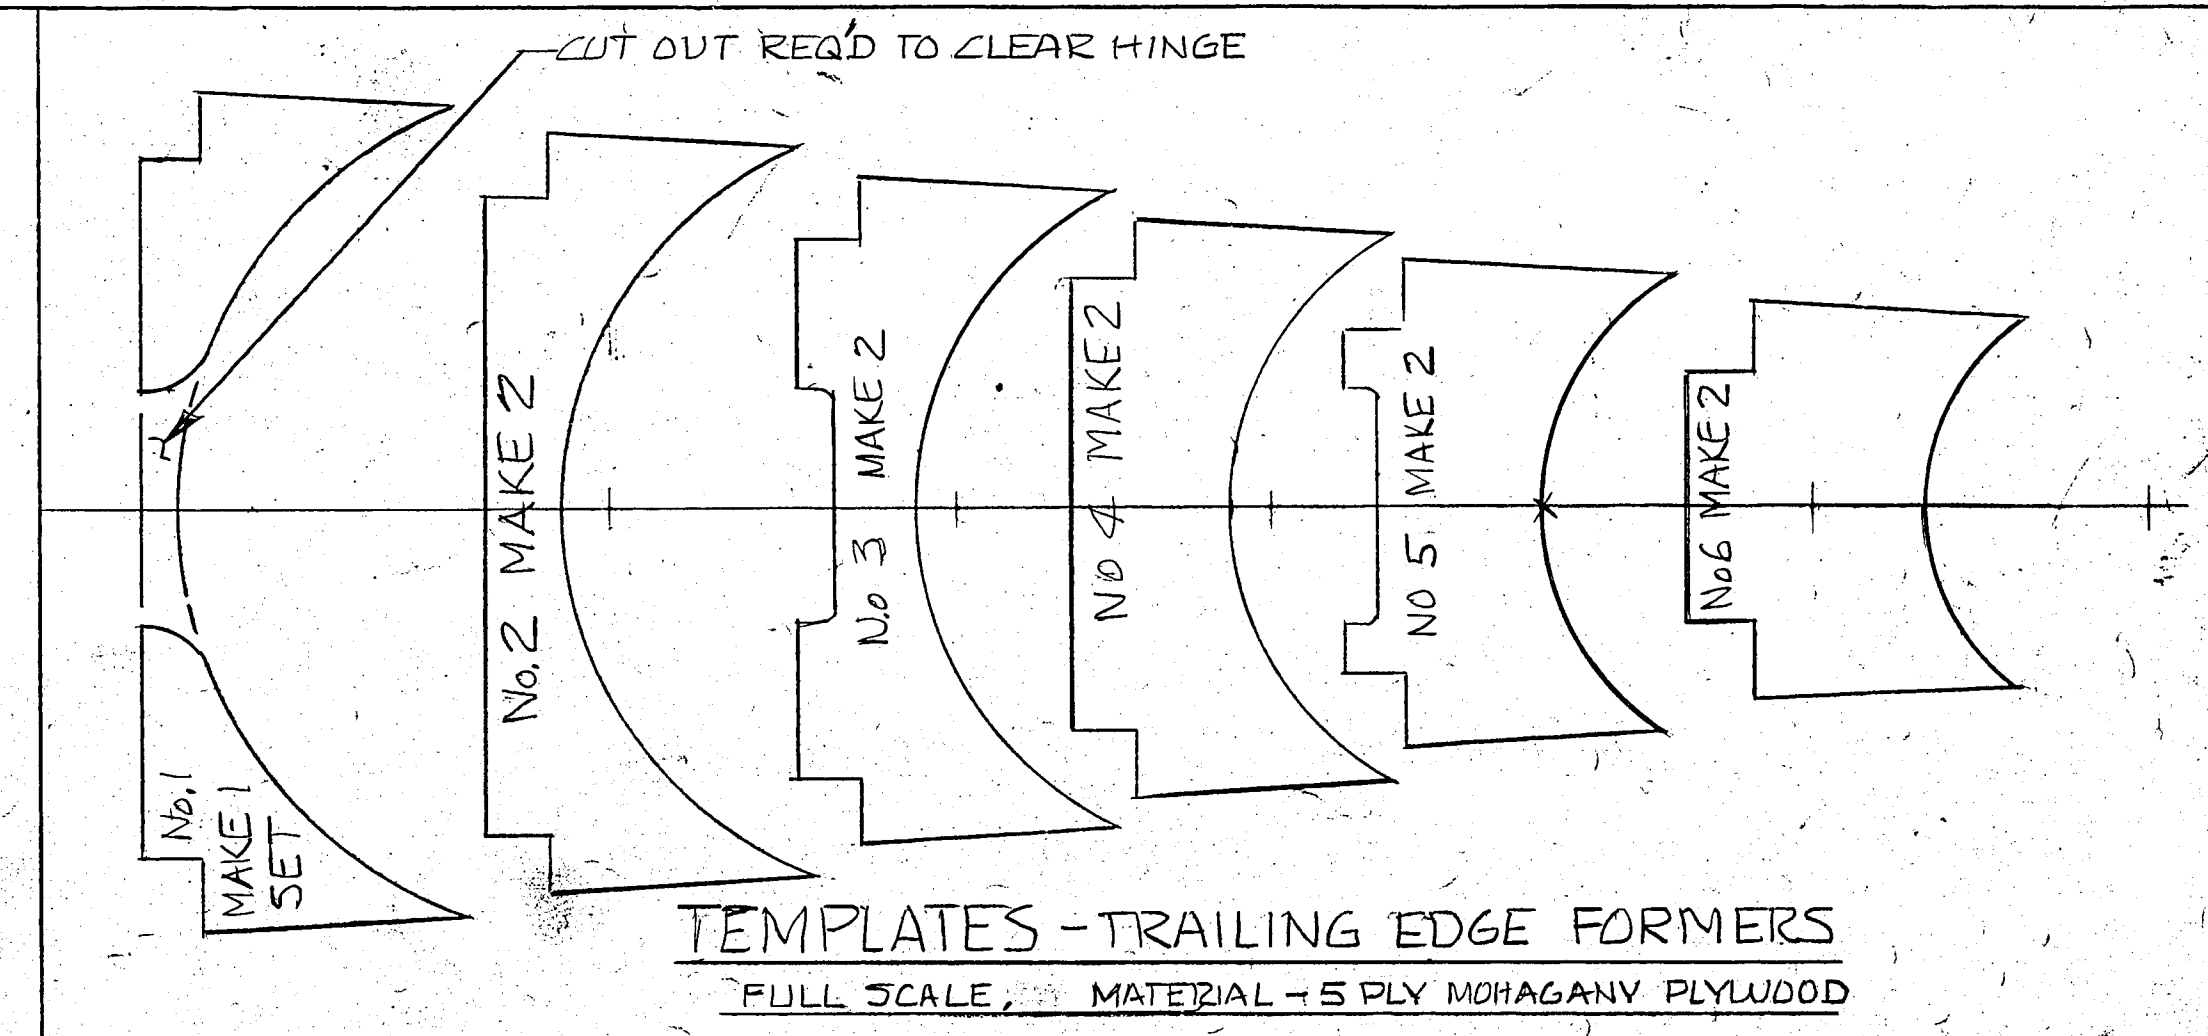 CUT OUT REQ'D TO CLEAR HINGE
No.1
MAKE 1
SET
No.2 MAKE 2
No 3 MAKE 2
NO 4 MAKE 2
NO 5 MAKE 2
No6 MAKE 2
TEMPLATES - TRAILING EDGE FORMERS
FULL SCALE, MATERIAL - 5 PLY MOHAGANY PLYWOOD